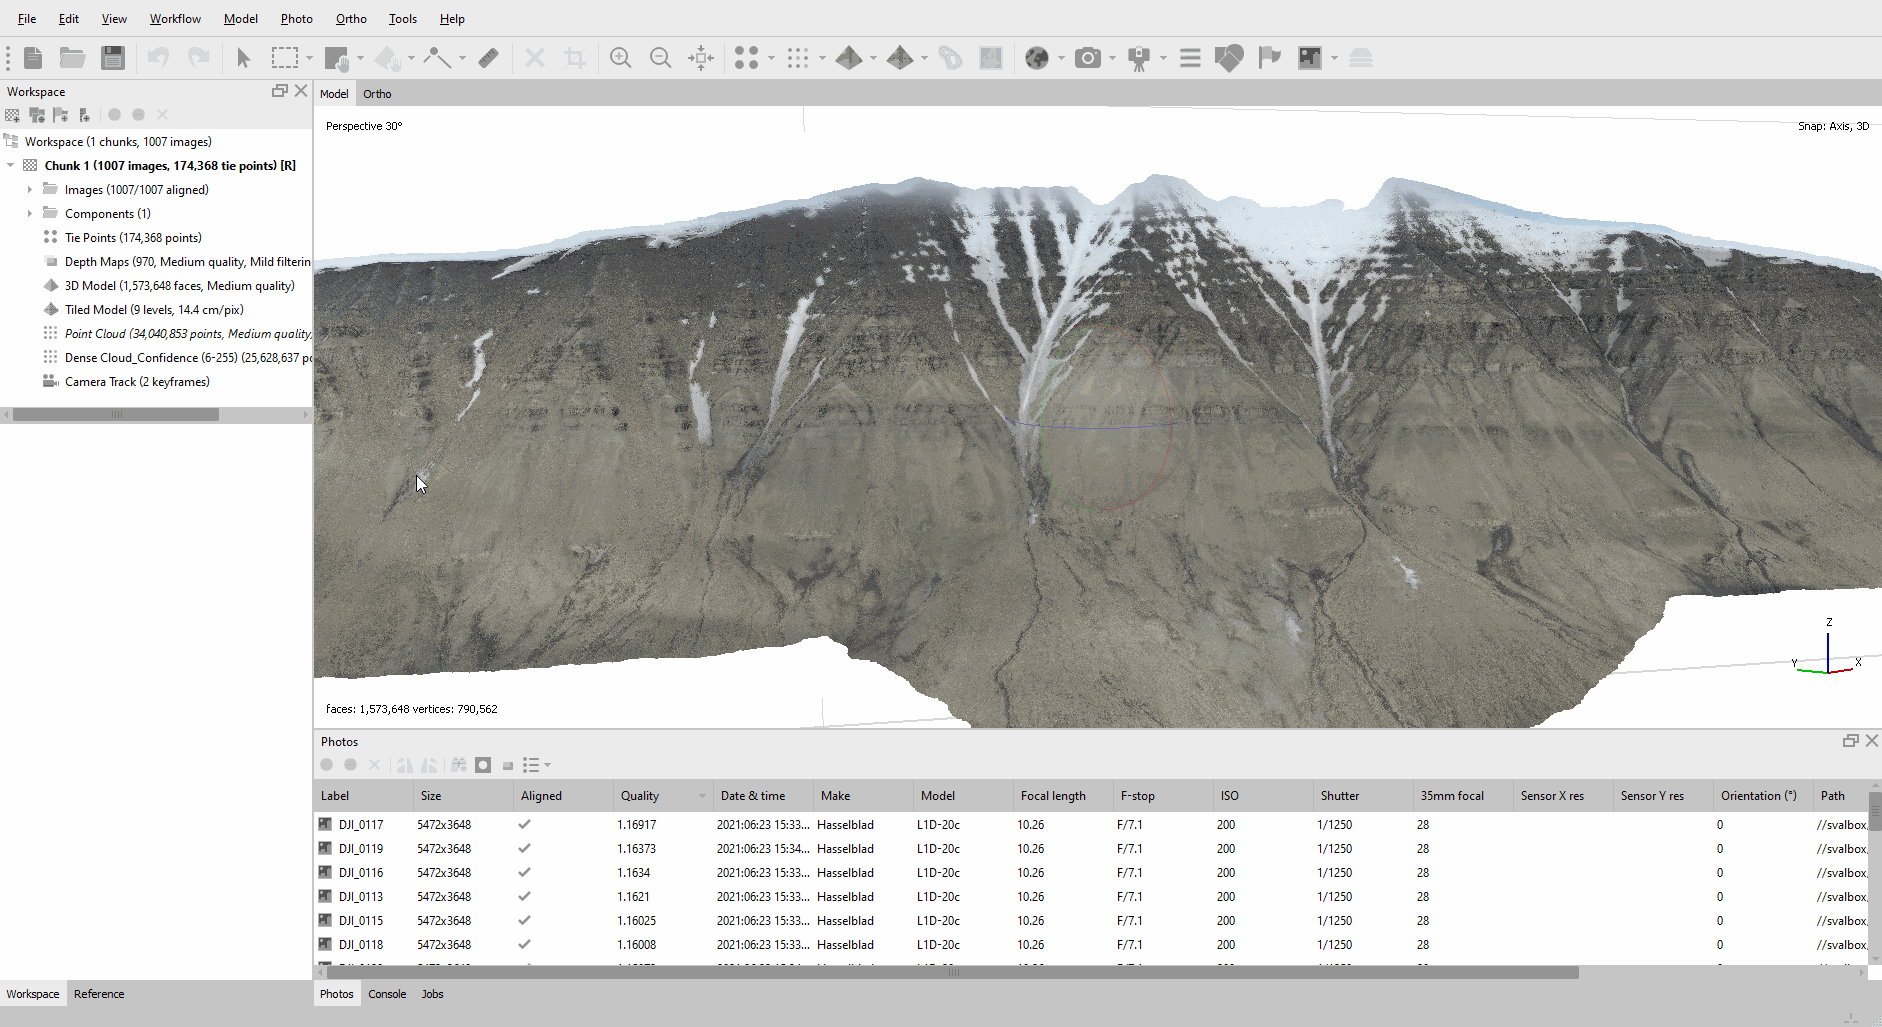 File Edit View Workflow Model Photo Ortho Tools Help
Workspace
Model Ortho
Perspective 30°
Snap: Axis, 3D
Workspace (1 chunks, 1007 images)
Chunk 1 (1007 images, 174,368 tie points) [R]
Images (1007/1007 aligned)
Components (1)
Tie Points (174,368 points)
Depth Maps (970, Medium quality, Mild filterin
3D Model (1,573,648 faces, Medium quality)
Tiled Model (9 levels, 14.4 cm/pix)
Point Cloud (34,040,853 points, Medium quality,
Dense Cloud_Confidence (6-255) (25,628,637 po
Camera Track (2 keyframes)
Z
Y
X
faces: 1,573,648 vertices: 790,562
Photos
Label Size Aligned Quality Date & time Make Model Focal length F-stop ISO Shutter 35mm focal Sensor X res Sensor Y res Orientation (°) Path
DJI_0117 5472x3648 1.16917 2021:06:23 15:33... Hasselblad L1D-20c 10.26 F/7.1 200 1/1250 28 0 //svalbox.
DJI_0119 5472x3648 1.16373 2021:06:23 15:34... Hasselblad L1D-20c 10.26 F/7.1 200 1/1250 28 0 //svalbox.
DJI_0116 5472x3648 1.1634 2021:06:23 15:33... Hasselblad L1D-20c 10.26 F/7.1 200 1/1250 28 0 //svalbox.
DJI_0113 5472x3648 1.1621 2021:06:23 15:33... Hasselblad L1D-20c 10.26 F/7.1 200 1/1250 28 0 //svalbox.
DJI_0115 5472x3648 1.16025 2021:06:23 15:33... Hasselblad L1D-20c 10.26 F/7.1 200 1/1250 28 0 //svalbox.
DJI_0118 5472x3648 1.16008 2021:06:23 15:33... Hasselblad L1D-20c 10.26 F/7.1 200 1/1250 28 0 //svalbox.
Workspace Reference
Photos Console Jobs